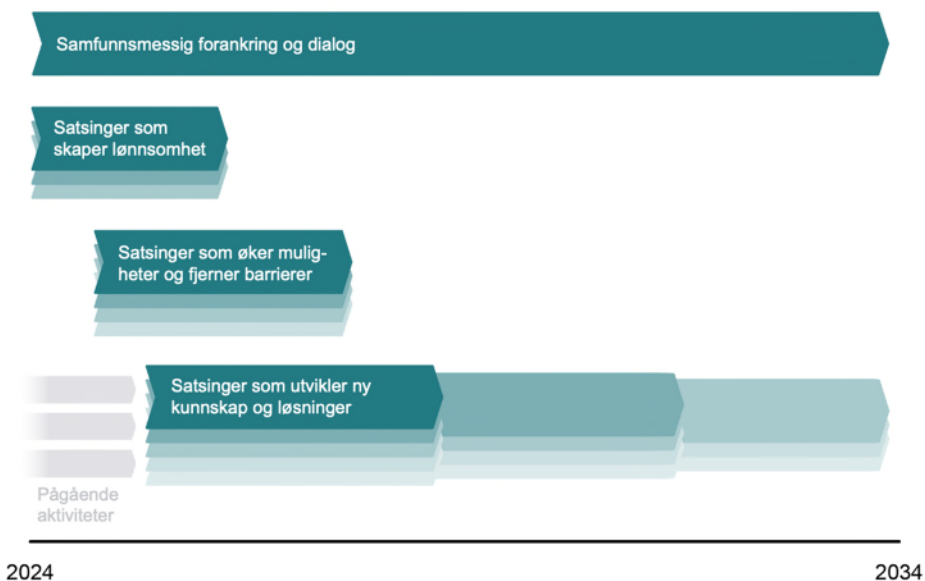 Samfunnsmessig forankring og dialog
Satsinger som
skaper lønnsomhet
Satsinger som øker mulig-
heter og fjerner barrierer
Satsinger som utvikler ny
kunnskap og løsninger
Pågående
aktiviteter
2024
2034